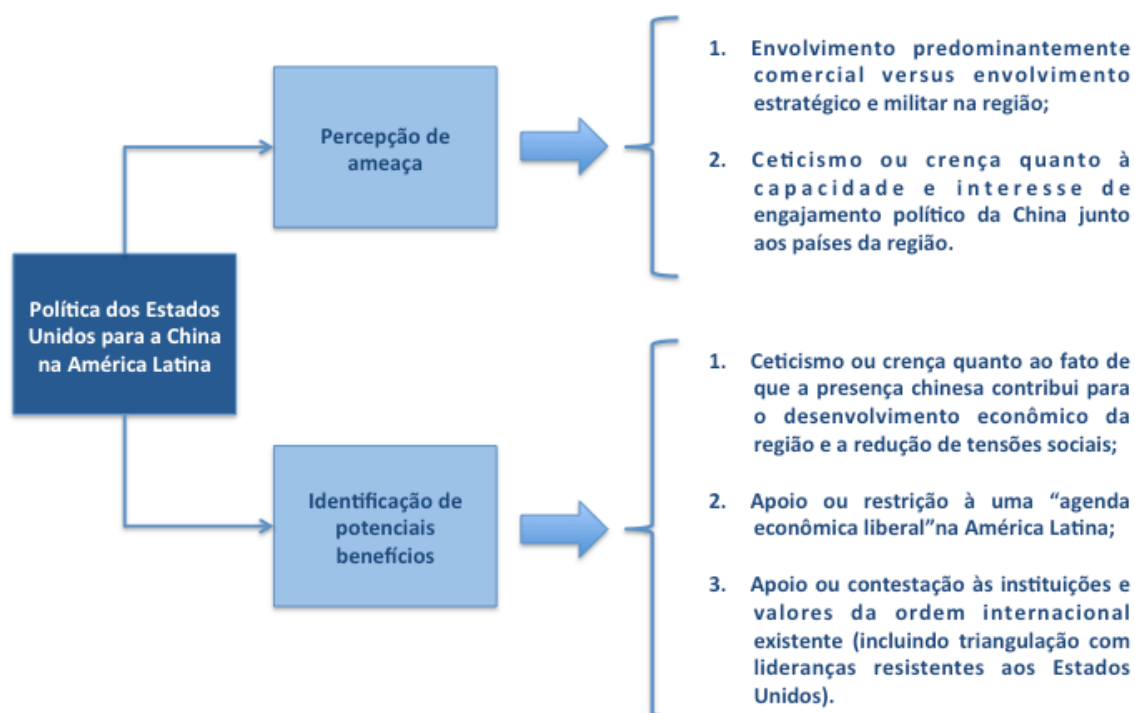 Política dos Estados
Unidos para a China
na América Latina
Percepção de
ameaça
1. Envolvimento predominantemente
comercial versus envolvimento
estratégico e militar na região;
2. Ceticismo ou crença quanto à
capacidade e interesse de
engajamento político da China junto
aos países da região.
Identificação de
potenciais
benefícios
1. Ceticismo ou crença quanto ao fato de
que a presença chinesa contribui para
o desenvolvimento econômico da
região e a redução de tensões sociais;
2. Apoio ou restrição à uma “agenda
econômica liberal”na América Latina;
3. Apoio ou contestação às instituições e
valores da ordem internacional
existente (incluindo triangulação com
lideranças resistentes aos Estados
Unidos).